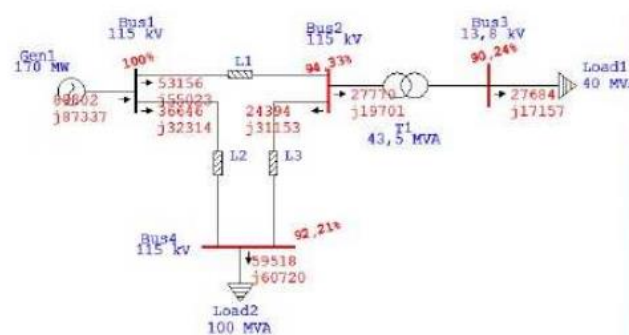 Bus1
115 kV
Bus2
115 kV
Bus3
13,8 kV
Gen1
170 MW
L1
100%
94,33%
90,24%
Load1
40 MVA
53156
j55023
36646
j32314
j87337
24394
j31153
27770
j19701
27684
j17157
T1
43,5 MVA
L2
L3
Bus4
115 kV
92,21%
59518
j60720
Load2
100 MVA